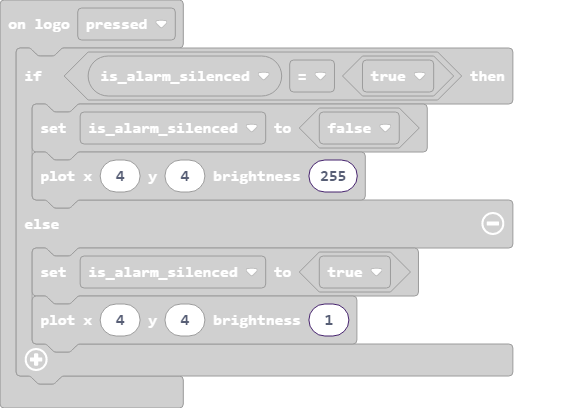 on logo pressed
if is_alarm_silenced = true then
set is_alarm_silenced to false
plot x 4 y 4 brightness 255
else
set is_alarm_silenced to true
plot x 4 y 4 brightness 1